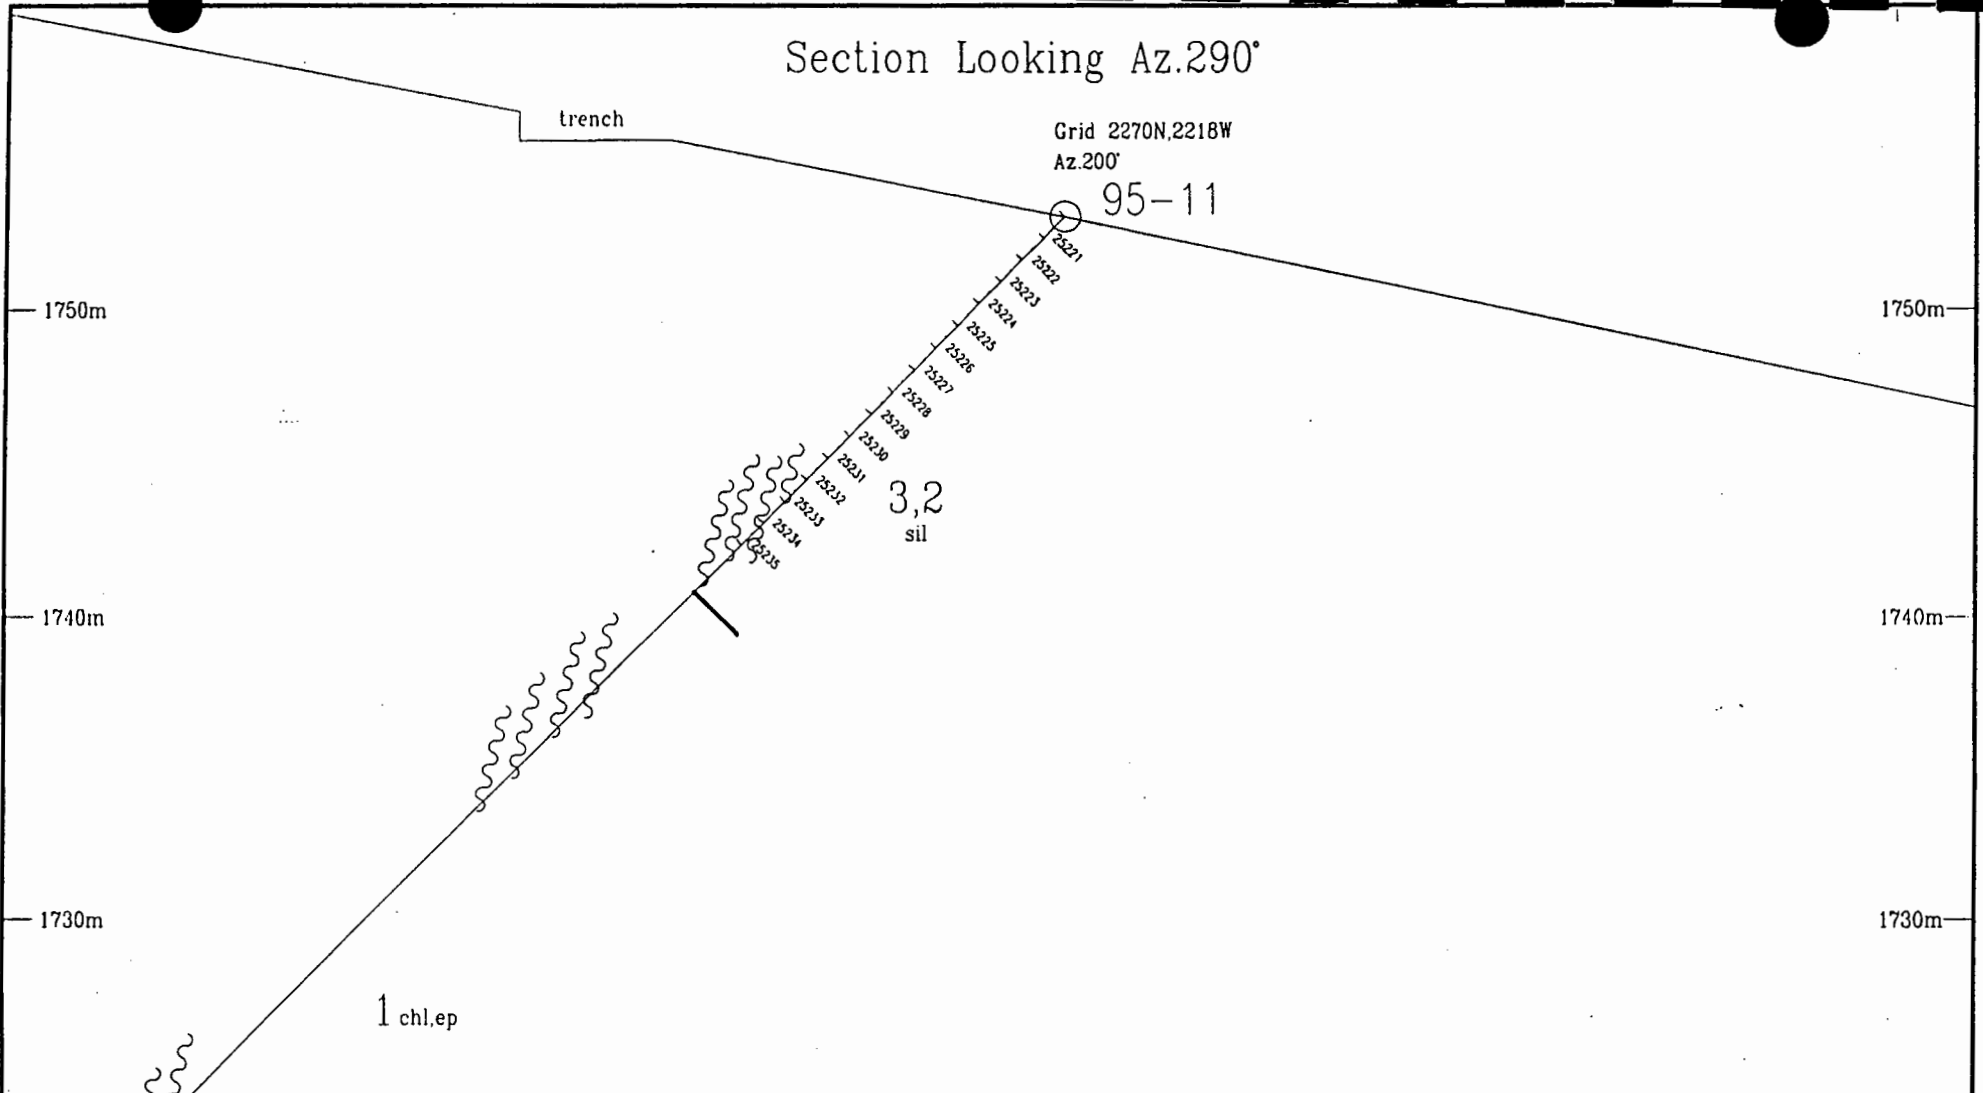 Section Looking Az.290°
trench
Grid 2270N,2218W
Az.200°
95-11
25221
25222
25223
25224
25225
25226
25227
25228
25229
25230
25231
25232
25233
25234
25235
3,2
sil
1750m
1750m
1740m
1740m
1730m
1730m
1 chl,ep